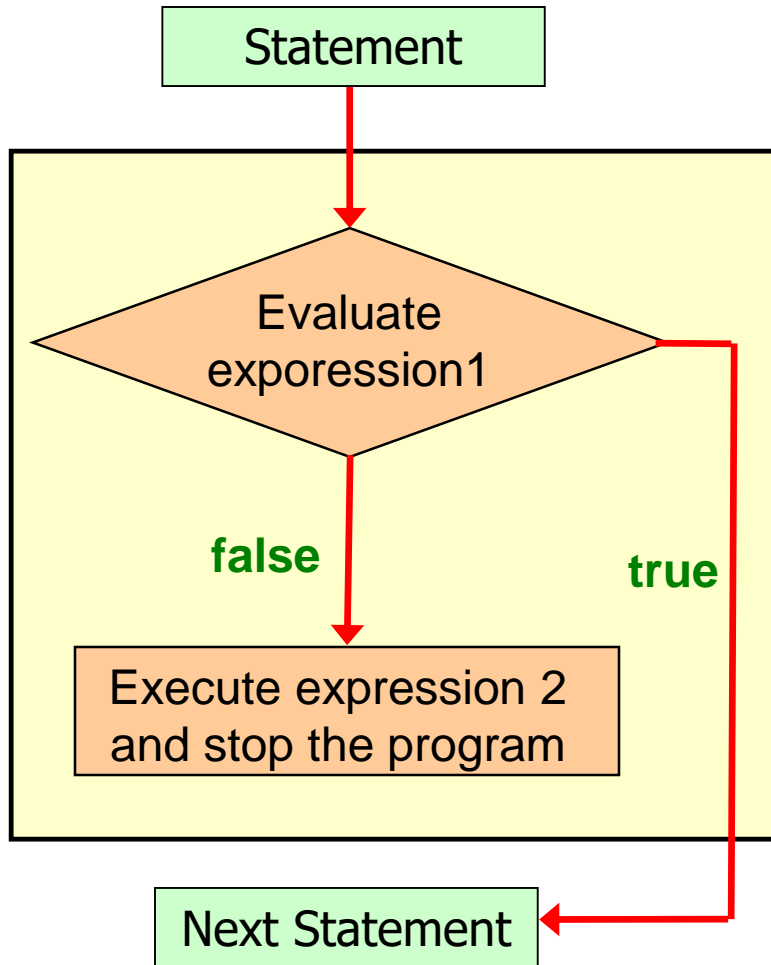 Statement
Evaluate
exporession1
false
true
Execute expression 2
and stop the program
Next Statement